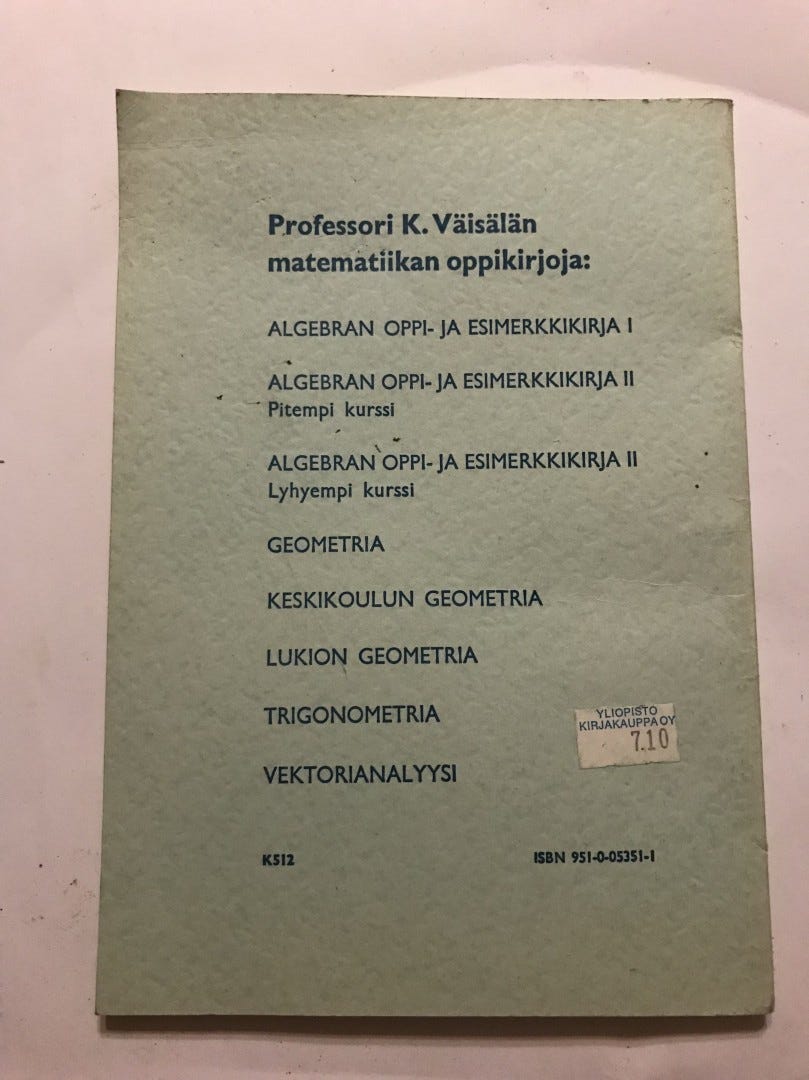 Professori K. Väisälän
matematiikan oppikirjoja:
ALGEBRAN OPPI- JA ESIMERKKIKIRJA I
ALGEBRAN OPPI- JA ESIMERKKIKIRJA II
Pitempi kurssi
ALGEBRAN OPPI- JA ESIMERKKIKIRJA II
Lyhyempi kurssi
GEOMETRIA
KESKIKOULUN GEOMETRIA
LUKION GEOMETRIA
TRIGONOMETRIA
VEKTORIANALYYSI
YLIOPISTO
KIRJAKAUPPA OY
7.10
K512
ISBN 951-0-05351-1